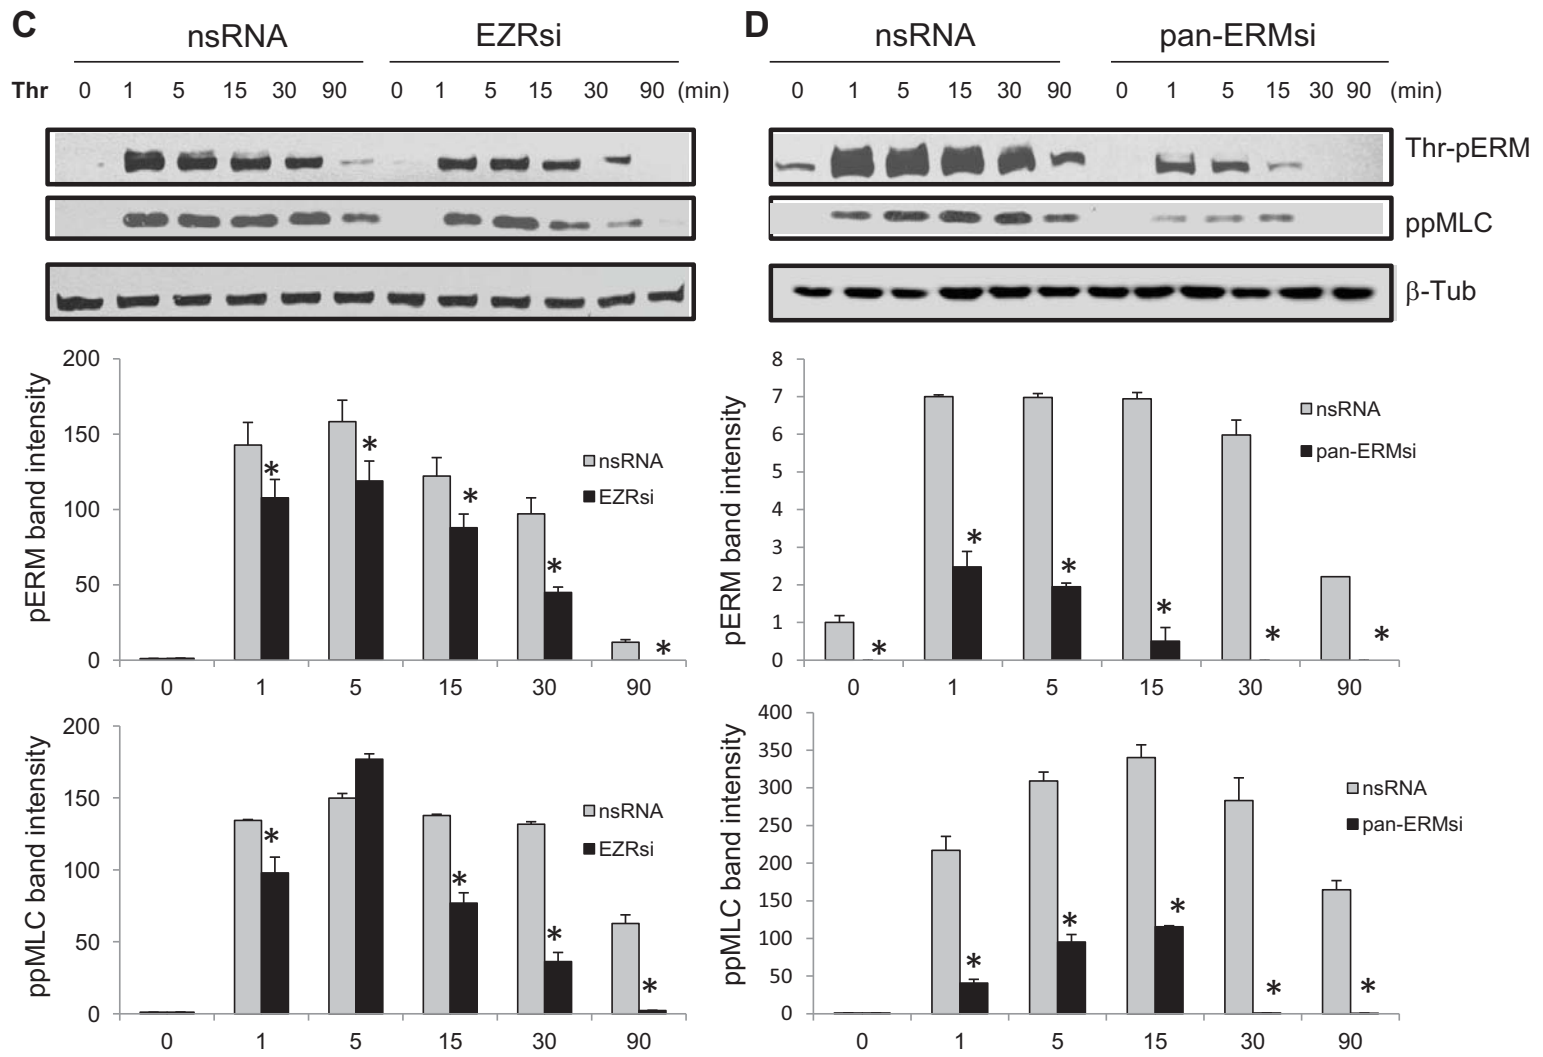 C
nsRNA EZRsi
Thr 0 1 5 15 30 90 0 1 5 15 30 90 (min)
D
nsRNA pan-ERMsi
0 1 5 15 30 90 0 1 5 15 30 90 (min)
Thr-pERM
ppMLC
β-Tub
pERM band intensity
200
150
100
50
0
* * * * *
nsRNA
EZRsi
0 1 5 15 30 90
pERM band intensity
8
7
6
5
4
3
2
1
0
* * * * * *
nsRNA
pan-ERMsi
0 1 5 15 30 90
ppMLC band intensity
200
150
100
50
0
* * * *
nsRNA
EZRsi
0 1 5 15 30 90
ppMLC band intensity
400
350
300
250
200
150
100
50
0
* * * * *
nsRNA
pan-ERMsi
0 1 5 15 30 90